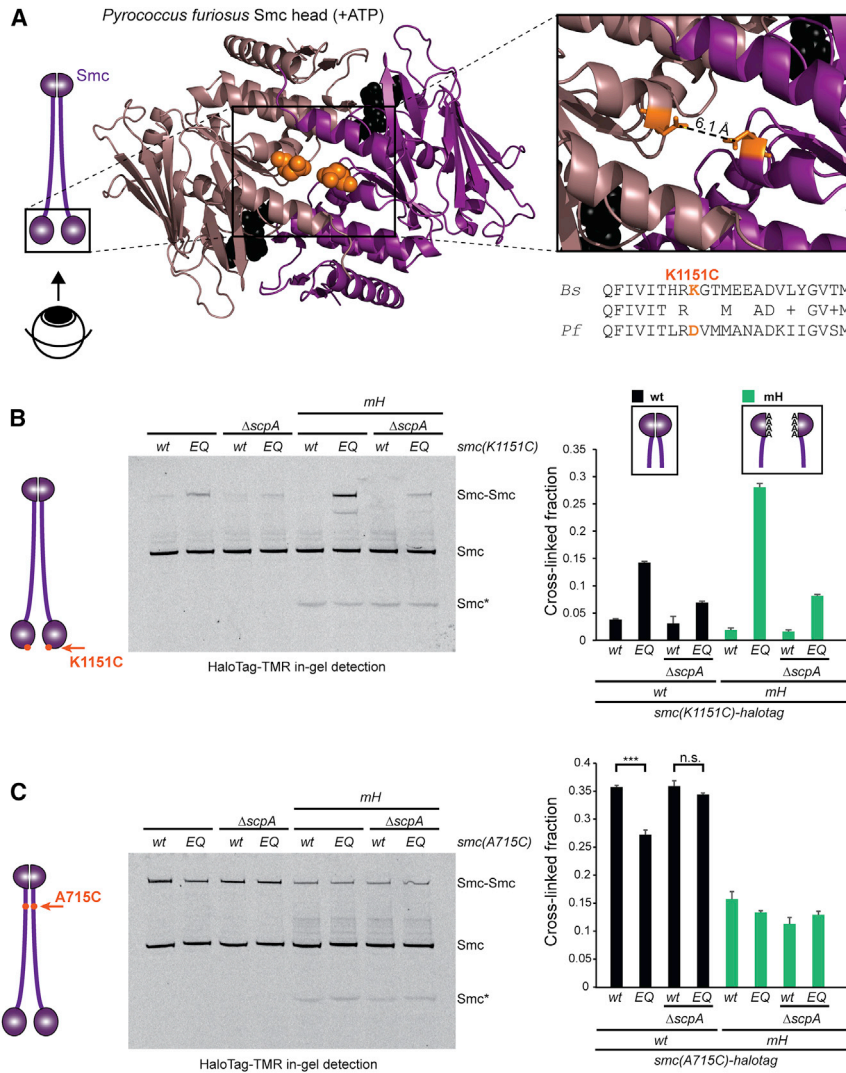 A
Pyrococcus furiosus Smc head (+ATP)
Smc
6.1 Å
K1151C
Bs QFIVITHRKGTMEEADVLYGVTM
QFIVIT R M AD + GV+M
Pf QFIVITLRDVMMANADKIIGVSM
B
mH
ΔscpA ΔscpA
wt EQ wt EQ wt EQ wt EQ smc(K1151C)
Smc-Smc
Smc
Smc*
K1151C
HaloTag-TMR in-gel detection
wt mH
A A
A A
A A
A A
Cross-linked fraction
0.35
0.3
0.25
0.2
0.15
0.1
0.05
0
wt EQ wt EQ wt EQ wt EQ
ΔscpA ΔscpA
wt mH
smc(K1151C)-halotag
C
mH
ΔscpA ΔscpA
wt EQ wt EQ wt EQ wt EQ smc(A715C)
Smc-Smc
Smc
Smc*
A715C
HaloTag-TMR in-gel detection
*** n.s.
Cross-linked fraction
0.4
0.35
0.3
0.25
0.2
0.15
0.1
0.05
0
wt EQ wt EQ wt EQ wt EQ
ΔscpA ΔscpA
wt mH
smc(A715C)-halotag